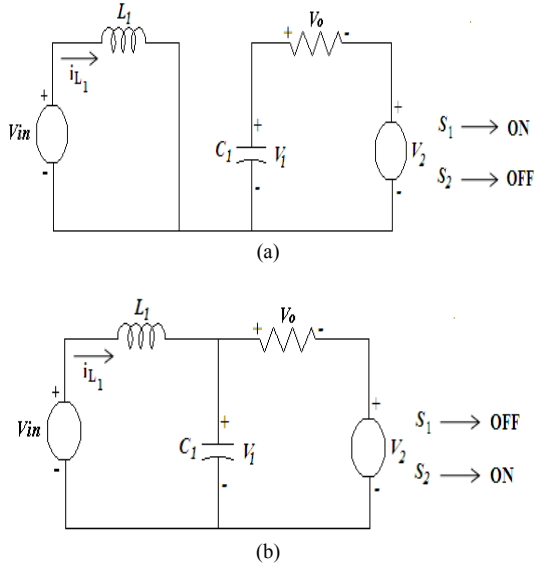 L1
Vo
+ -
iL1
+
Vin
-
+
C1 V1
-
+
V2
-
S1 → ON
S2 → OFF
(a)
L1
Vo
+ -
iL1
+
Vin
-
+
C1 V1
-
+
V2
-
S1 → OFF
S2 → ON
(b)